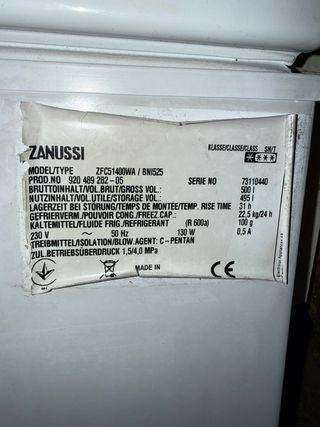 ZANUSSI
KLASSE/CLASSE/CLASS SN/T
MODELL/TYPE ZFC51400WA / BNI525
PROD.NO 920 489 282-05 SERIE NO 73110440
BRUTTOINHALT/VOL.BRUT/GROSS VOL.: 500 l
NUTZINHALT/VOL.UTILE/STORAGE VOL.: 495 l
LAGERZEIT BEI STÖRUNG/TEMPS DE MONTÉE/TEMP. RISE TIME 31 h
GEFRIERVERM./POUVOIR CONG./FREEZ.CAP.: 22,5 kg/24 h
KÄLTEMITTEL/FLUIDE FRIG./REFRIGERANT (R 600a) 100 g
230 V ~ 50 Hz 130 W 0,5 A
TREIBMITTEL/ISOLATION/BLOW.AGENT: C-PENTAN
ZUL.BETRIEBSÜBERDRUCK 1,5/4,0 MPa
MADE IN
CE